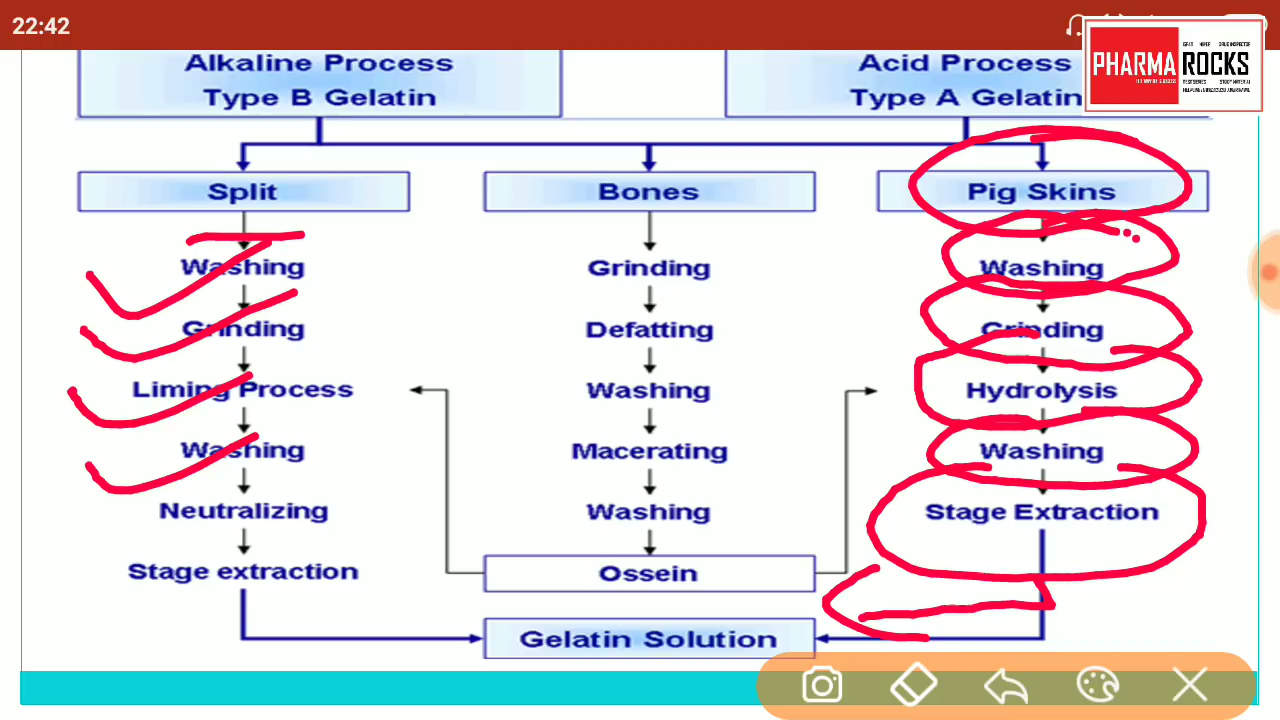 22:42
PHARMA ROCKS
Alkaline Process
Type B Gelatin
Acid Process
Type A Gelatin
Split
Bones
Pig Skins
Washing
Grinding
Washing
Grinding
Defatting
Grinding
Liming Process
Washing
Hydrolysis
Washing
Macerating
Washing
Neutralizing
Washing
Stage Extraction
Stage extraction
Ossein
Gelatin Solution